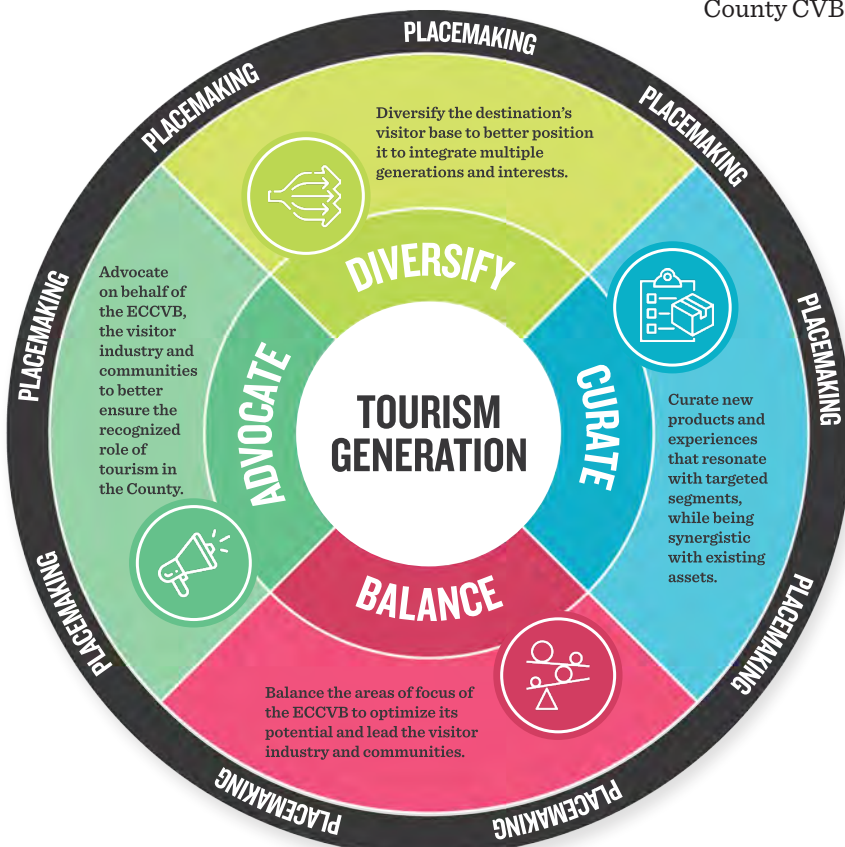 County CVB
PLACEMAKING
PLACEMAKING
PLACEMAKING
PLACEMAKING
PLACEMAKING
PLACEMAKING
PLACEMAKING
PLACEMAKING
PLACEMAKING
Diversify the destination's
visitor base to better position
it to integrate multiple
generations and interests.
DIVERSIFY
Advocate
on behalf of
the ECCVB,
the visitor
industry and
communities
to better
ensure the
recognized
role of
tourism in
the County.
ADVOCATE
TOURISM
GENERATION
CURATE
Curate new
products and
experiences
that resonate
with targeted
segments,
while being
synergistic
with existing
assets.
BALANCE
Balance the areas of focus of
the ECCVB to optimize its
potential and lead the visitor
industry and communities.